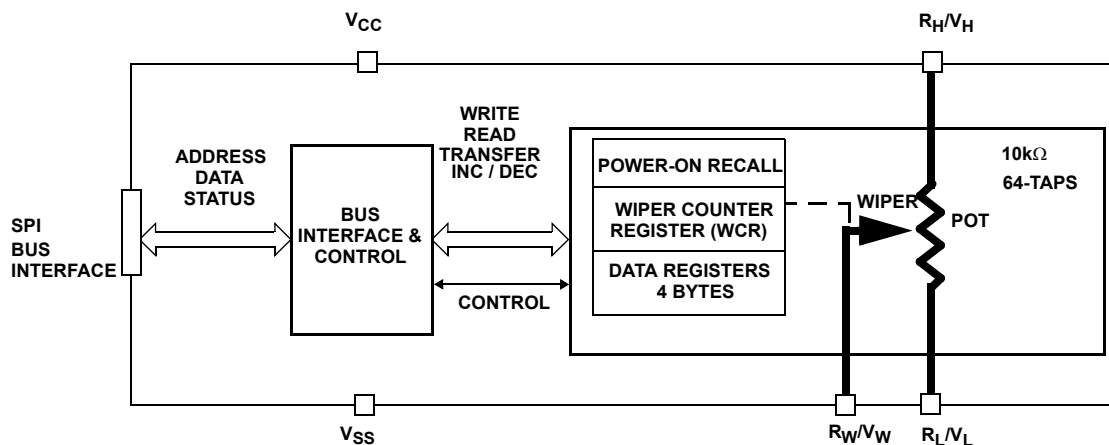 VCC
RH/VH
WRITE
READ
TRANSFER
INC / DEC
ADDRESS
DATA
STATUS
SPI
BUS
INTERFACE
BUS
INTERFACE &
CONTROL
CONTROL
POWER-ON RECALL
WIPER COUNTER
REGISTER (WCR)
DATA REGISTERS
4 BYTES
WIPER
10kΩ
64-TAPS
POT
VSS
RW/VW
RL/VL